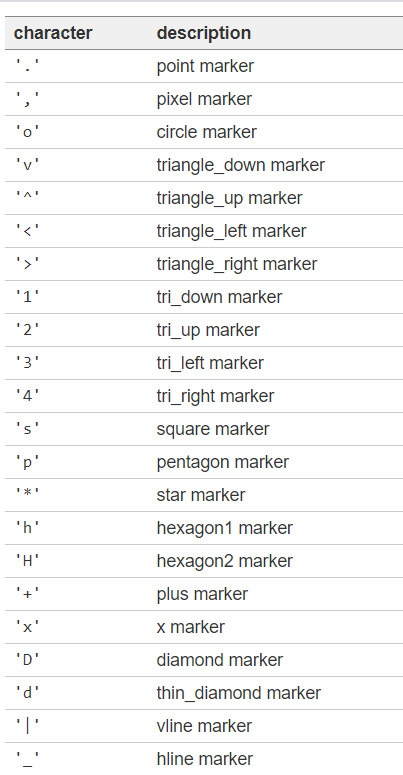 character description
'.' point marker
',' pixel marker
'o' circle marker
'v' triangle_down marker
'^' triangle_up marker
'<' triangle_left marker
'>' triangle_right marker
'1' tri_down marker
'2' tri_up marker
'3' tri_left marker
'4' tri_right marker
's' square marker
'p' pentagon marker
'*' star marker
'h' hexagon1 marker
'H' hexagon2 marker
'+' plus marker
'x' x marker
'D' diamond marker
'd' thin_diamond marker
'|' vline marker
'_' hline marker